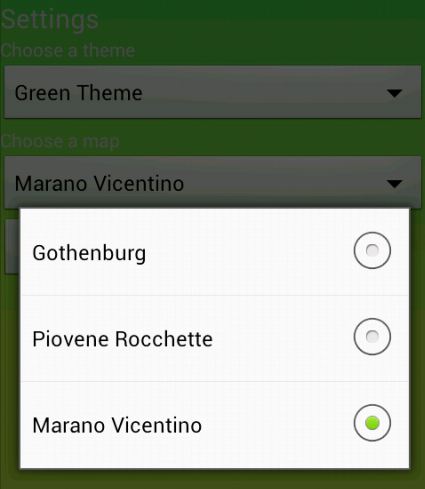 Settings
Choose a theme
Green Theme
Choose a map
Marano Vicentino
Gothenburg
Piovene Rocchette
Marano Vicentino